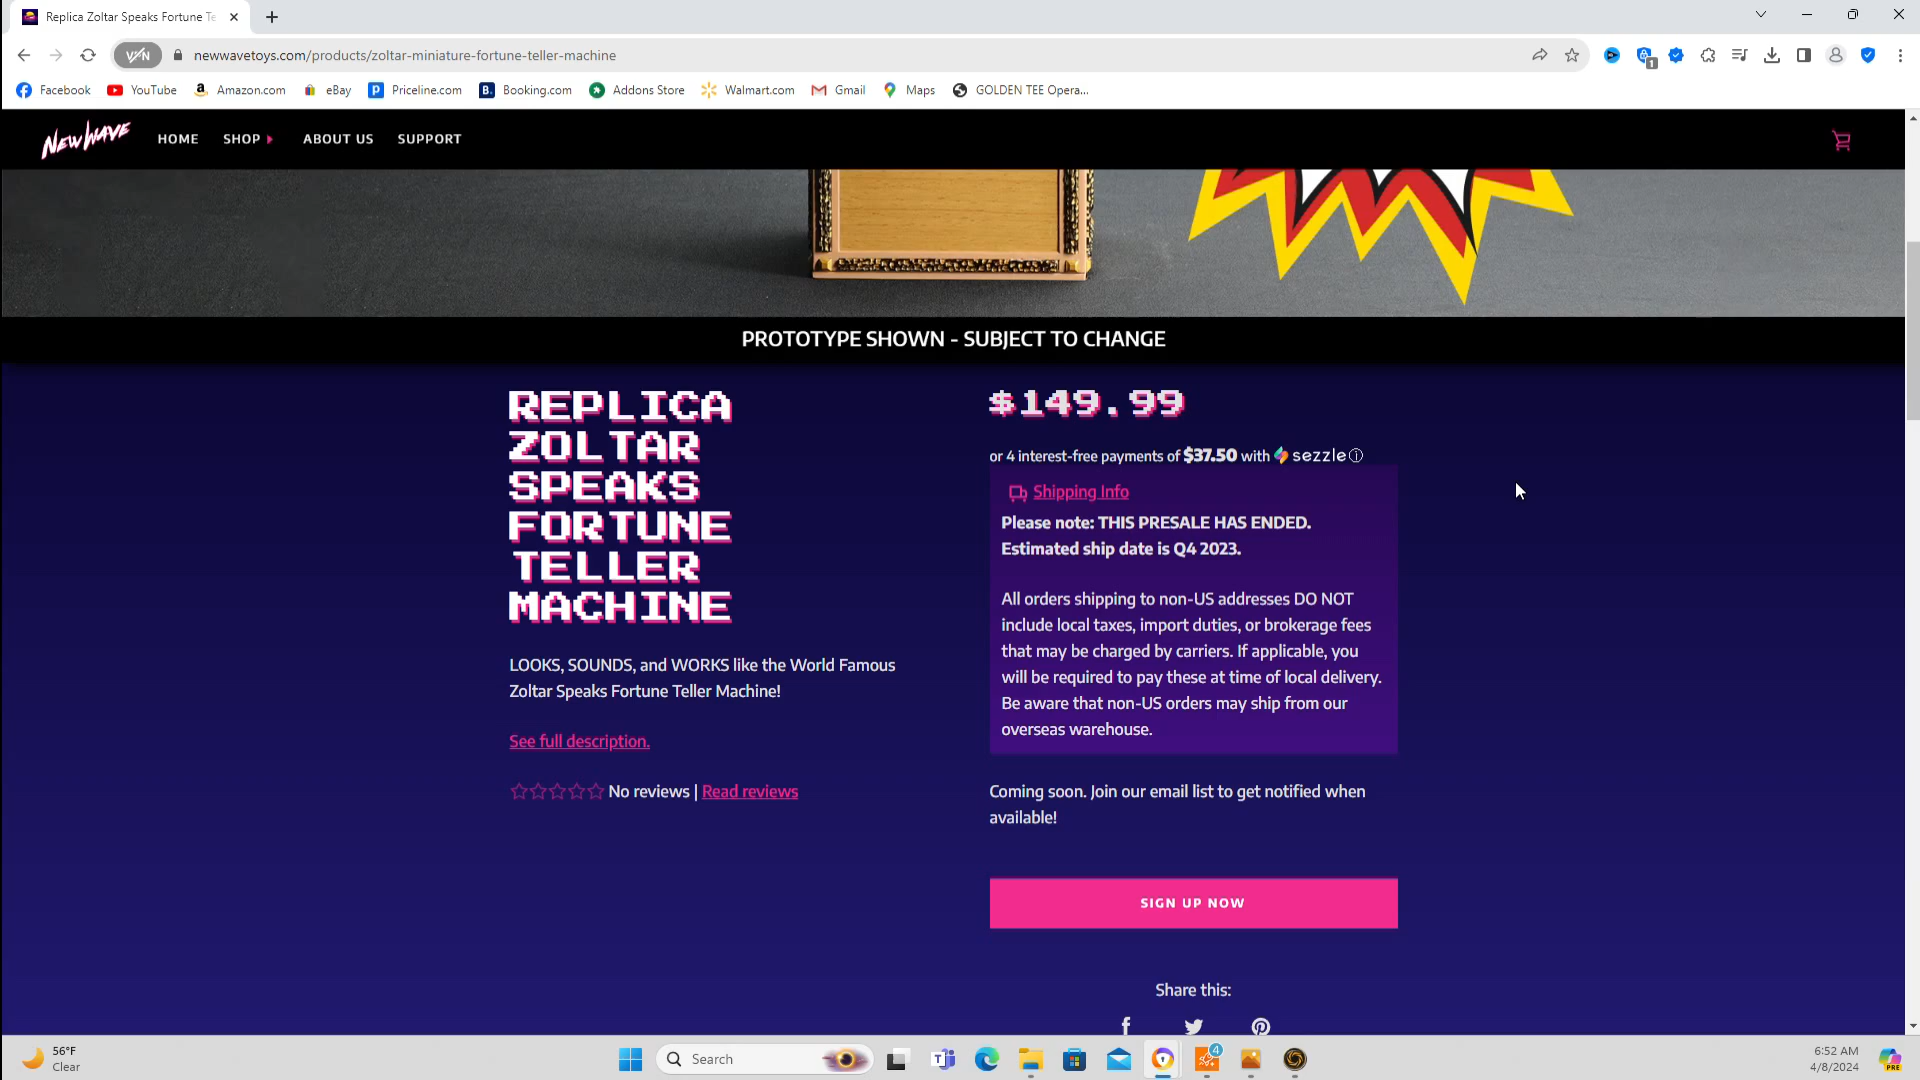 Replica Zoltar Speaks Fortune Te
VPN
newwavetoys.com/products/zoltar-miniature-fortune-teller-machine
1
Facebook
YouTube
Amazon.com
eBay
Priceline.com
Booking.com
Addons Store
Walmart.com
Gmail
Maps
GOLDEN TEE Opera...
NEW WAVE
HOME
SHOP
ABOUT US
SUPPORT
PROTOTYPE SHOWN - SUBJECT TO CHANGE
REPLICA
ZOLTAR
SPEAKS
FORTUNE
TELLER
MACHINE
LOOKS, SOUNDS, and WORKS like the World Famous
Zoltar Speaks Fortune Teller Machine!
See full description.
No reviews | Read reviews
$149.99
or 4 interest-free payments of $37.50 with sezzle
Shipping Info
Please note: THIS PRESALE HAS ENDED.
Estimated ship date is Q4 2023.
All orders shipping to non-US addresses DO NOT
include local taxes, import duties, or brokerage fees
that may be charged by carriers. If applicable, you
will be required to pay these at time of local delivery.
Be aware that non-US orders may ship from our
overseas warehouse.
Coming soon. Join our email list to get notified when
available!
SIGN UP NOW
Share this:
56°F
Clear
Search
4
6:52 AM
4/8/2024
PRE